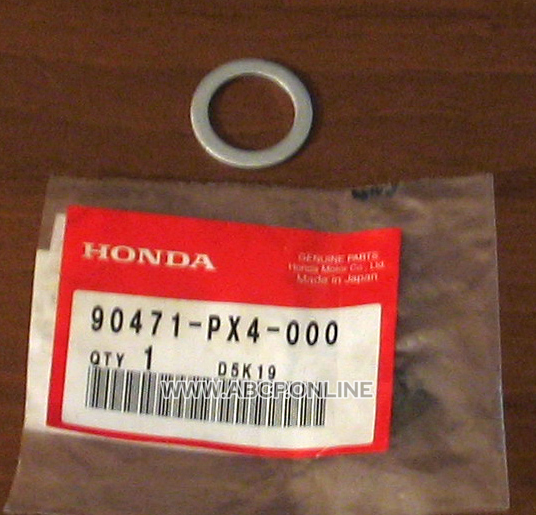 HONDA
GENUINE PARTS
Honda Motor Co., Ltd.
Made in Japan
90471-PX4-000
QTY 1 D5K19
WWW.ABCP.ONLINE